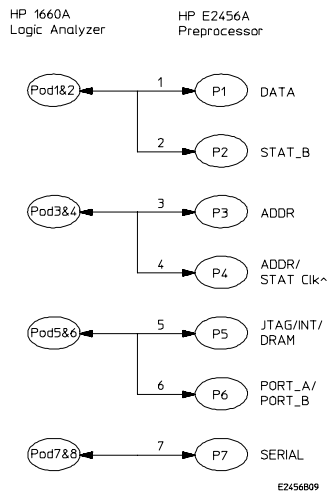 HP 1660A HP E2456A
Logic Analyzer Preprocessor
Pod1&2 1 P1 DATA
2 P2 STAT_B
Pod3&4 3 P3 ADDR
4 P4 ADDR/
STAT Clk^
Pod5&6 5 P5 JTAG/INT/
DRAM
6 P6 PORT_A/
PORT_B
Pod7&8 7 P7 SERIAL
E2456B09